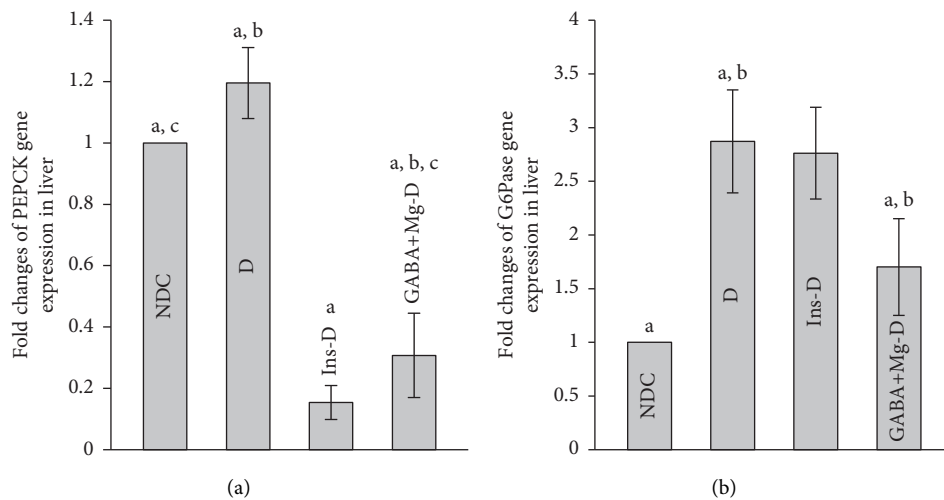 Fold changes of PEPCK gene
expression in liver
1.4
1.2
1
0.8
0.6
0.4
0.2
0
a, c
NDC
a, b
D
a
Ins-D
a, b, c
GABA+Mg-D
(a)
Fold changes of G6Pase gene
expression in liver
4
3.5
3
2.5
2
1.5
1
0.5
0
a
NDC
a, b
D
Ins-D
a, b
GABA+Mg-D
(b)